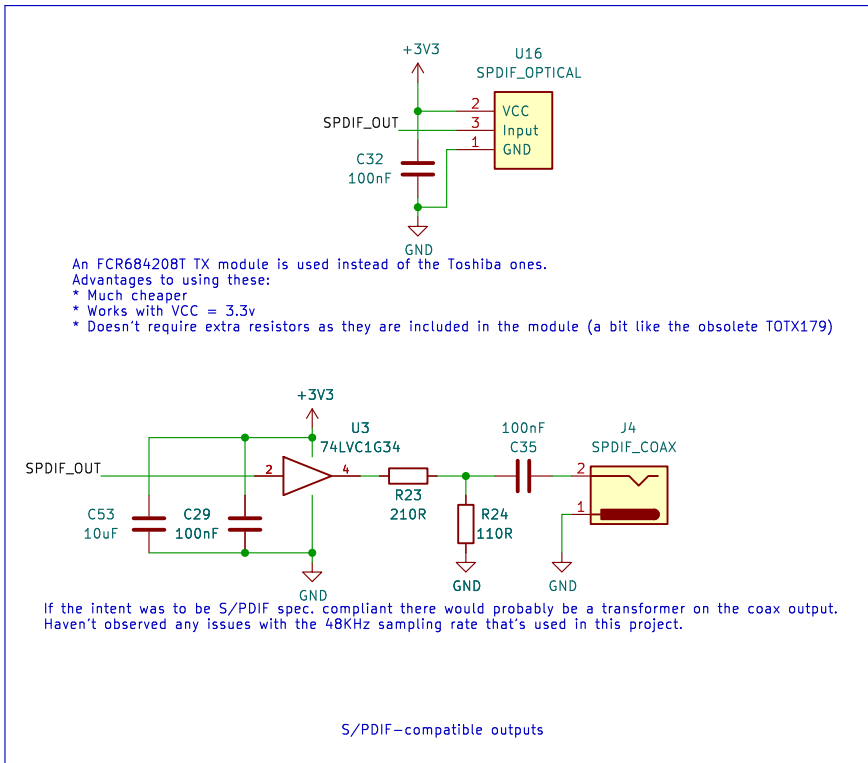 +3V3
U16
SPDIF_OPTICAL
2 VCC
SPDIF_OUT 3 Input
1 GND
C32
100nF
GND
An FCR684208T TX module is used instead of the Toshiba ones.
Advantages to using these:
* Much cheaper
* Works with VCC = 3.3v
* Doesn't require extra resistors as they are included in the module (a bit like the obsolete TOTX179)
+3V3
U3
74LVC1G34
100nF
C35
J4
SPDIF_COAX
SPDIF_OUT 2 4 2
R23
210R
C53
10uF
C29
100nF
R24
110R
1
GND
GND
GND
If the intent was to be S/PDIF spec. compliant there would probably be a transformer on the coax output.
Haven't observed any issues with the 48KHz sampling rate that's used in this project.
S/PDIF-compatible outputs